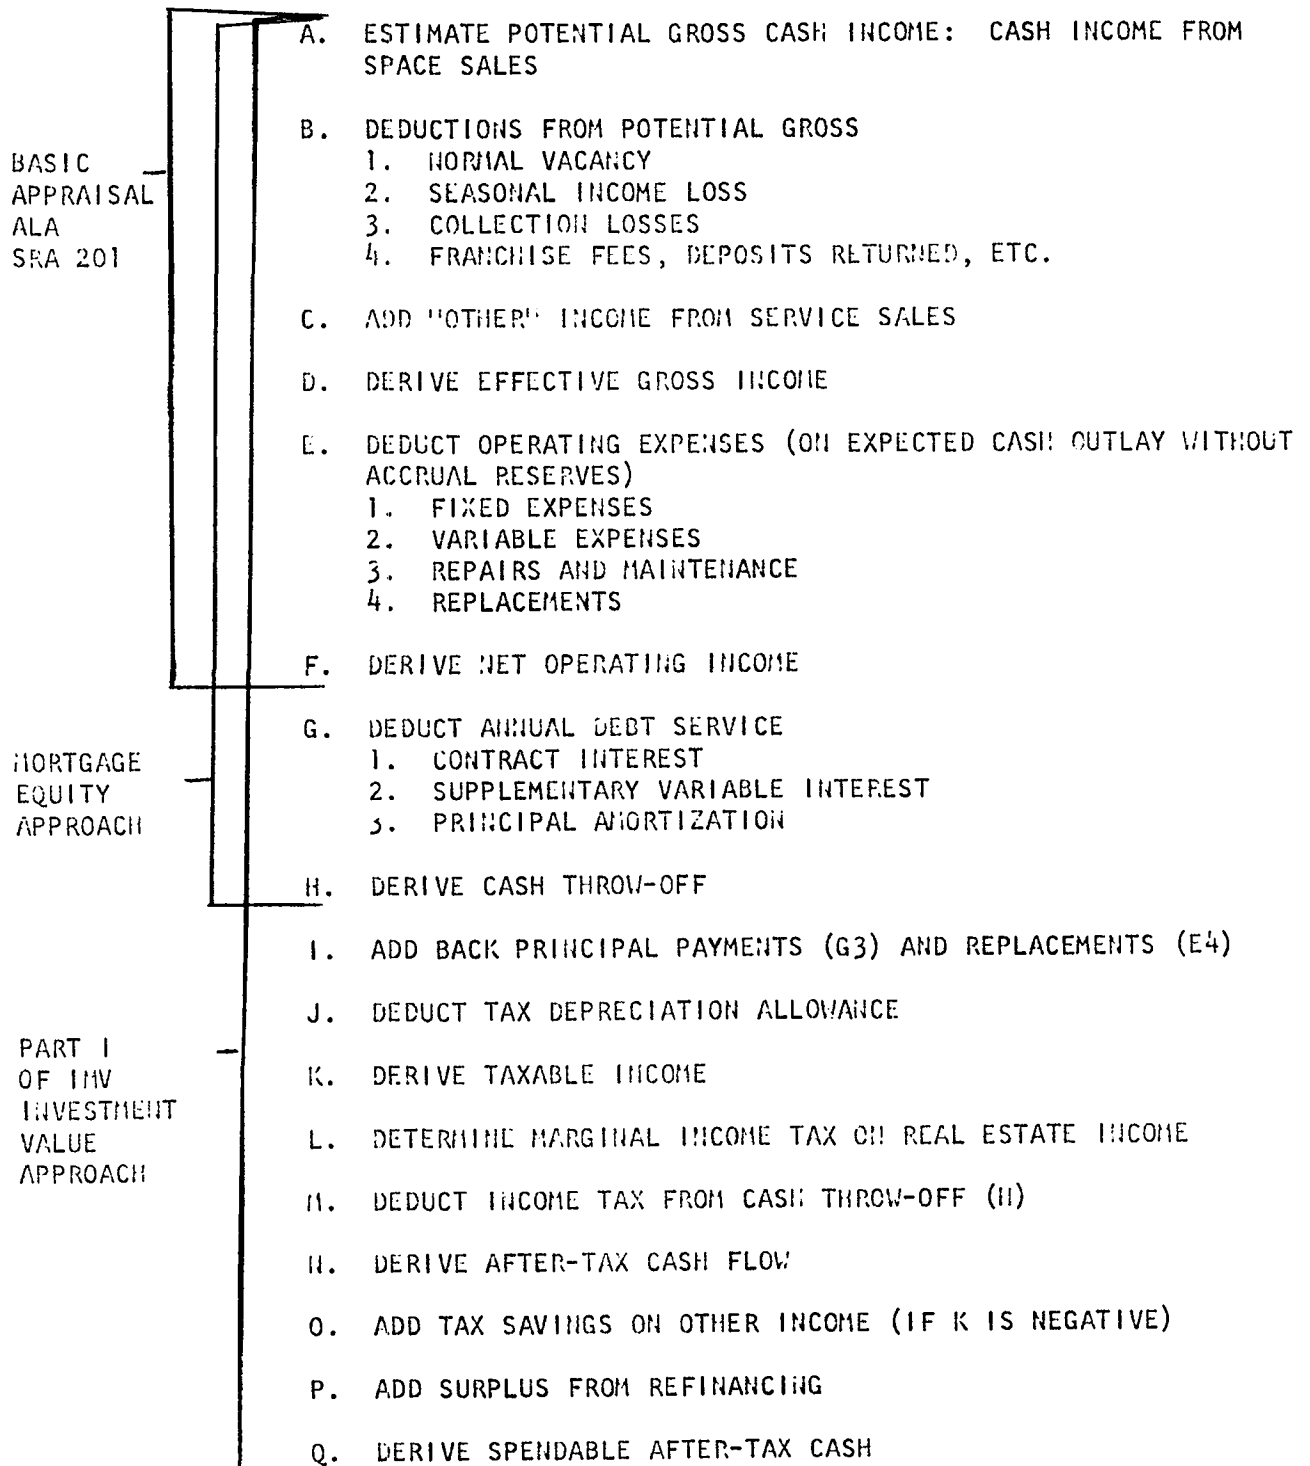 A. ESTIMATE POTENTIAL GROSS CASH INCOME: CASH INCOME FROM
SPACE SALES
B. DEDUCTIONS FROM POTENTIAL GROSS
1. NORMAL VACANCY
2. SEASONAL INCOME LOSS
3. COLLECTION LOSSES
4. FRANCHISE FEES, DEPOSITS RETURNED, ETC.
BASIC
APPRAISAL
ALA
SRA 201
C. ADD "OTHER" INCOME FROM SERVICE SALES
D. DERIVE EFFECTIVE GROSS INCOME
E. DEDUCT OPERATING EXPENSES (ON EXPECTED CASH OUTLAY WITHOUT
ACCRUAL RESERVES)
1. FIXED EXPENSES
2. VARIABLE EXPENSES
3. REPAIRS AND MAINTENANCE
4. REPLACEMENTS
F. DERIVE NET OPERATING INCOME
G. DEDUCT ANNUAL DEBT SERVICE
1. CONTRACT INTEREST
2. SUPPLEMENTARY VARIABLE INTEREST
3. PRINCIPAL AMORTIZATION
MORTGAGE
EQUITY
APPROACH
H. DERIVE CASH THROW-OFF
I. ADD BACK PRINCIPAL PAYMENTS (G3) AND REPLACEMENTS (E4)
J. DEDUCT TAX DEPRECIATION ALLOWANCE
K. DERIVE TAXABLE INCOME
L. DETERMINE MARGINAL INCOME TAX ON REAL ESTATE INCOME
PART I
OF IMV
INVESTMENT
VALUE
APPROACH
M. DEDUCT INCOME TAX FROM CASH THROW-OFF (H)
N. DERIVE AFTER-TAX CASH FLOW
O. ADD TAX SAVINGS ON OTHER INCOME (IF K IS NEGATIVE)
P. ADD SURPLUS FROM REFINANCING
Q. DERIVE SPENDABLE AFTER-TAX CASH